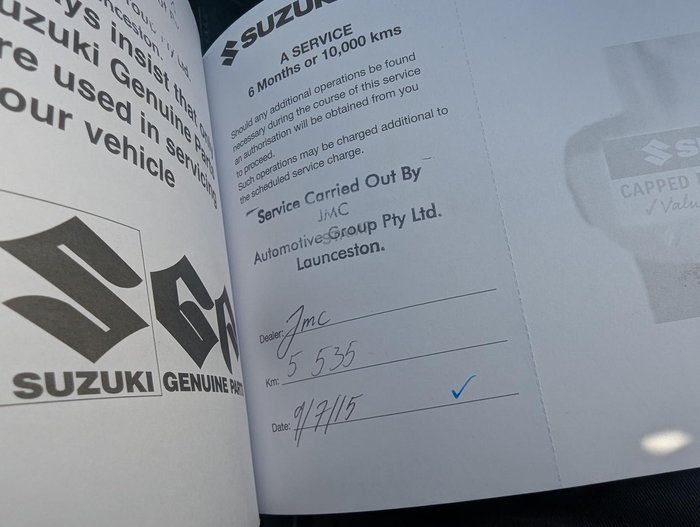 ys insist that on
uzuki Genuine Parts
re used in servicing
our vehicle
SUZUKI GENUINE PARTS
SUZUKI
A SERVICE
6 Months or 10,000 kms
Should any additional operations be found
necessary during the course of this service
an authorisation will be obtained from you
to proceed.
Such operations may be charged additional to
the scheduled service charge.
Service Carried Out By
JMC
Automotive Group Pty Ltd.
Launceston.
Dealer: Jmc
Km: 5 535
Date: 9/7/15
CAPPED